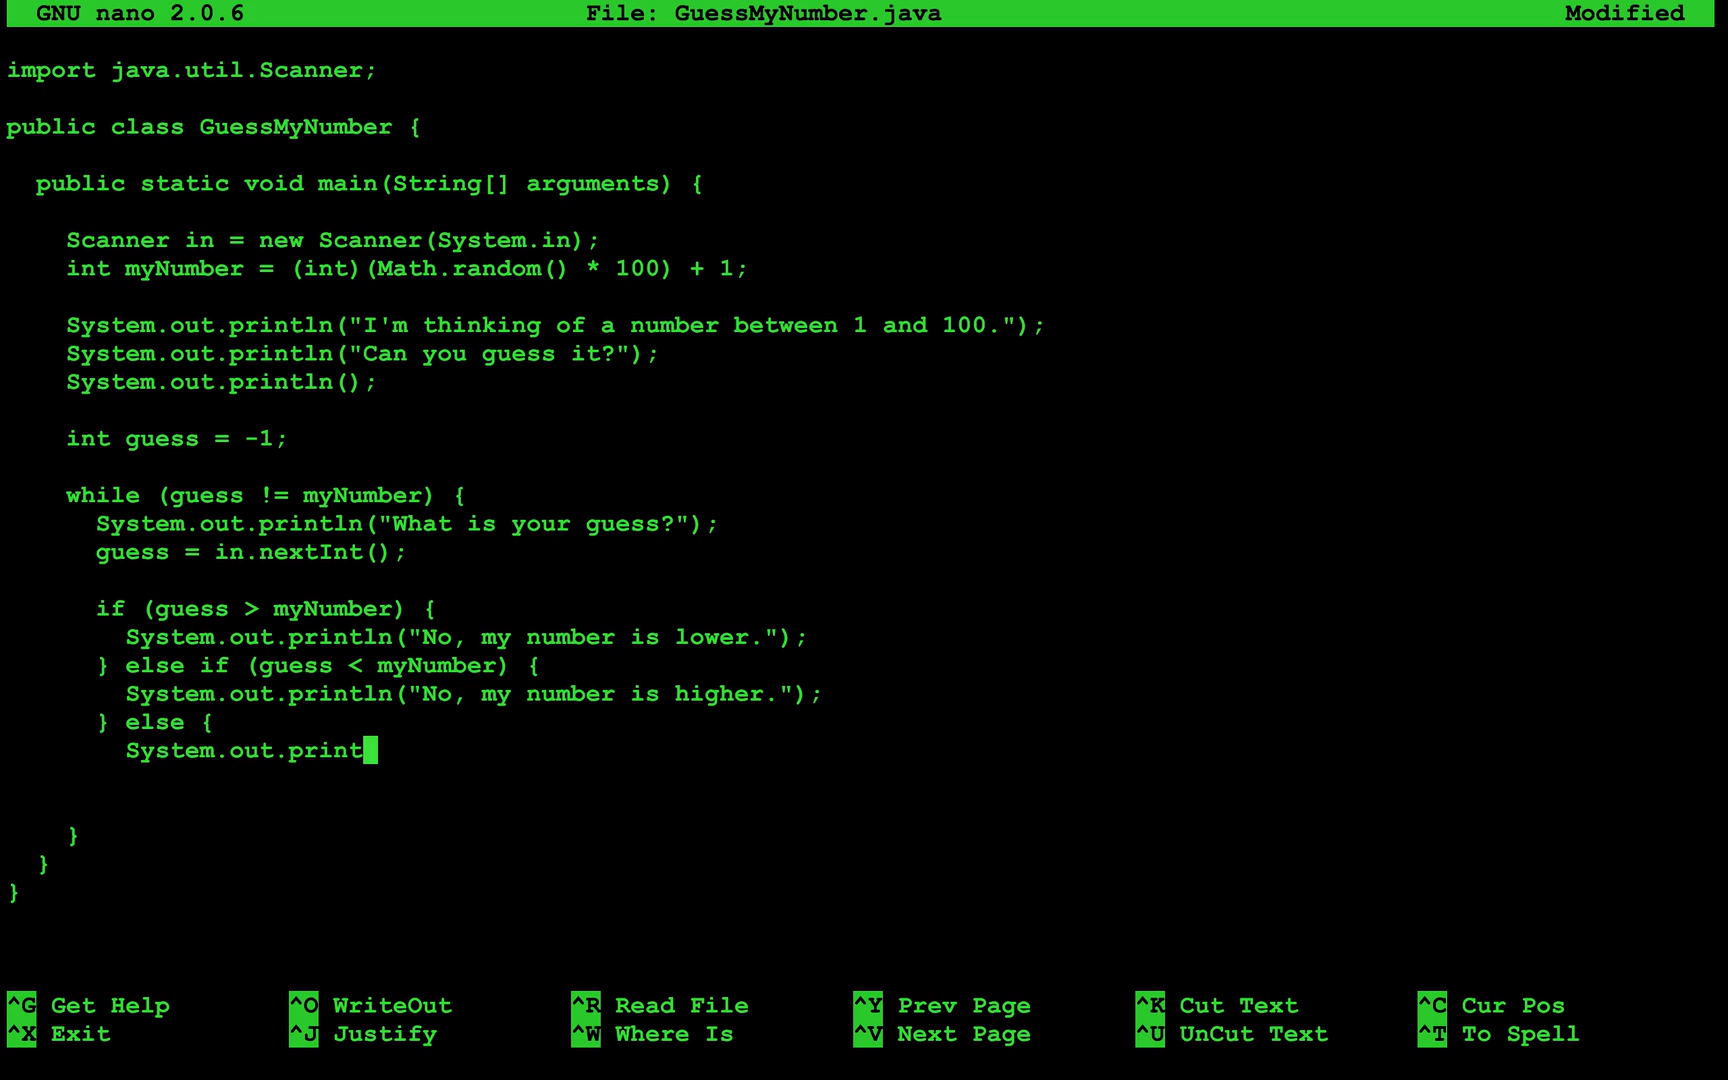 GNU nano 2.0.6 File: GuessMyNumber.java Modified
import java.util.Scanner;
public class GuessMyNumber {
  public static void main(String[] arguments) {
    Scanner in = new Scanner(System.in);
    int myNumber = (int)(Math.random() * 100) + 1;
    System.out.println("I'm thinking of a number between 1 and 100.");
    System.out.println("Can you guess it?");
    System.out.println();
    int guess = -1;
    while (guess != myNumber) {
      System.out.println("What is your guess?");
      guess = in.nextInt();
      if (guess > myNumber) {
        System.out.println("No, my number is lower.");
      } else if (guess < myNumber) {
        System.out.println("No, my number is higher.");
      } else {
        System.out.print
    }
  }
}
^G Get Help ^O WriteOut ^R Read File ^Y Prev Page ^K Cut Text ^C Cur Pos
^X Exit ^J Justify ^W Where Is ^V Next Page ^U UnCut Text ^T To Spell